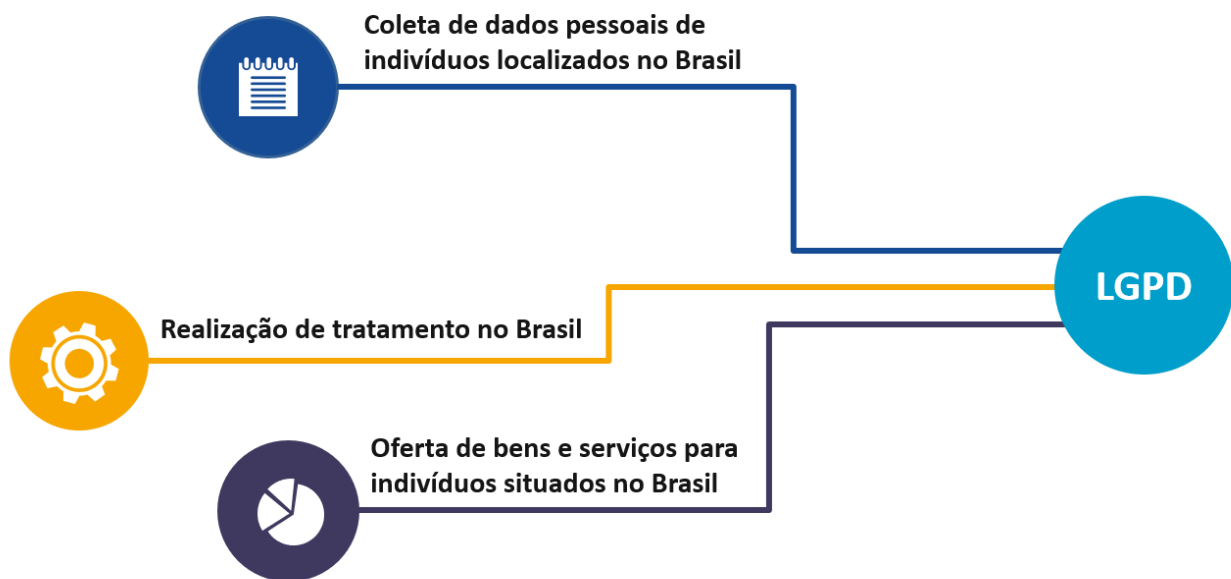 Coleta de dados pessoais de
indivíduos localizados no Brasil
LGPD
Realização de tratamento no Brasil
Oferta de bens e serviços para
indivíduos situados no Brasil